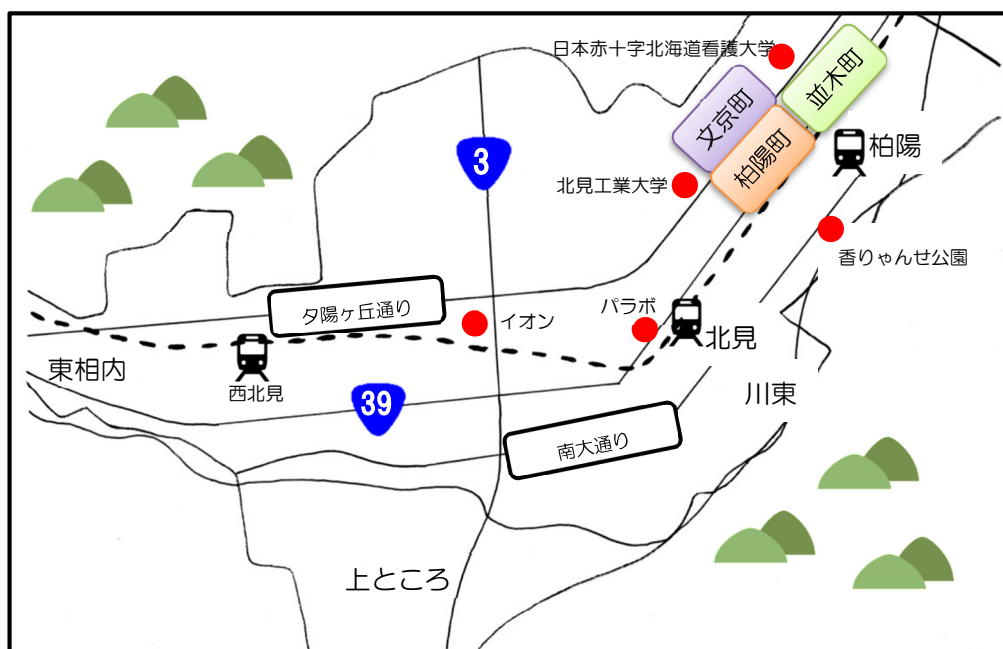 日本赤十字北海道看護大学
並木町
文京町
柏陽町
3
柏陽
北見工業大学
香りゃんせ公園
夕陽ヶ丘通り
イオン
パラボ
北見
東相内
西北見
39
川東
南大通り
上ところ